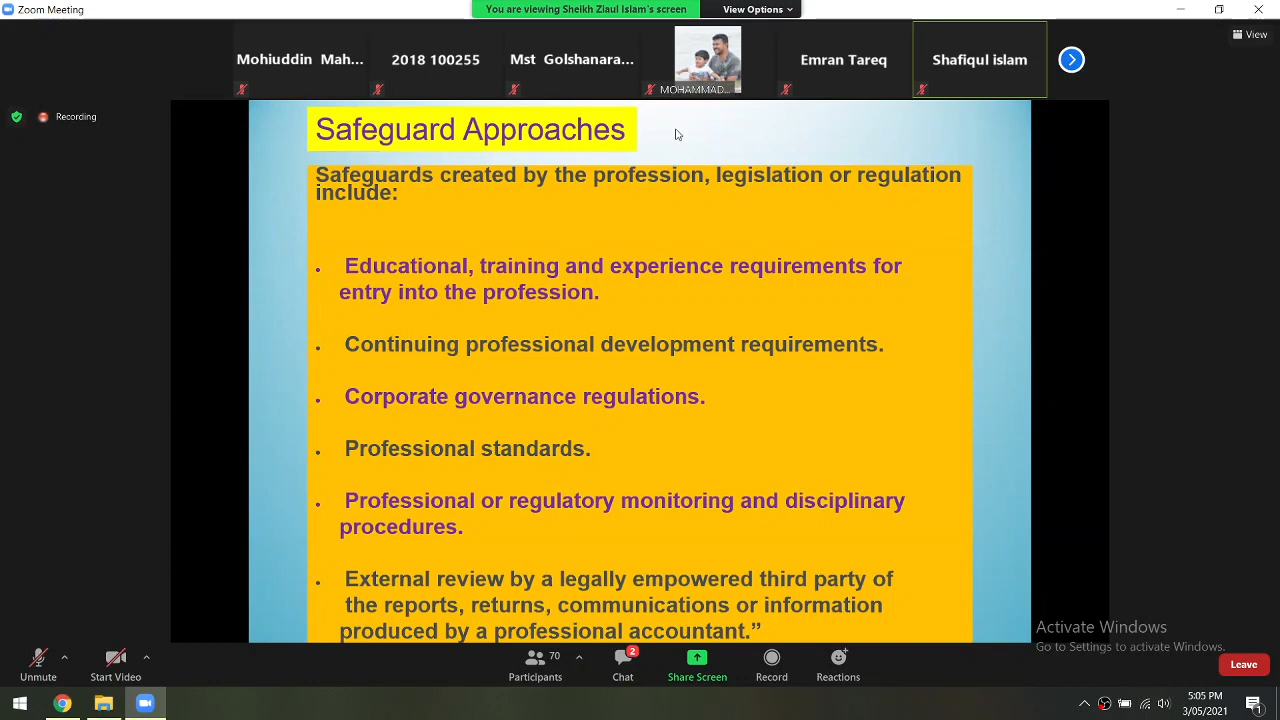 Zoom Meeting
You are viewing Sheikh Ziaul Islam's screen
View Options
View
Mohiuddin Mah...
2018 100255
Mst Golshanara...
MOHAMMAD...
Emran Tareq
Shafiqul islam
Recording
Safeguard Approaches
Safeguards created by the profession, legislation or regulation
include:
• Educational, training and experience requirements for
entry into the profession.
• Continuing professional development requirements.
• Corporate governance regulations.
• Professional standards.
• Professional or regulatory monitoring and disciplinary
procedures.
• External review by a legally empowered third party of
the reports, returns, communications or information
produced by a professional accountant.”
Activate Windows
Go to Settings to activate Windows.
Unmute
Start Video
70
Participants
2
Chat
Share Screen
Record
Reactions
Leave
5:05 PM
3/05/2021
1